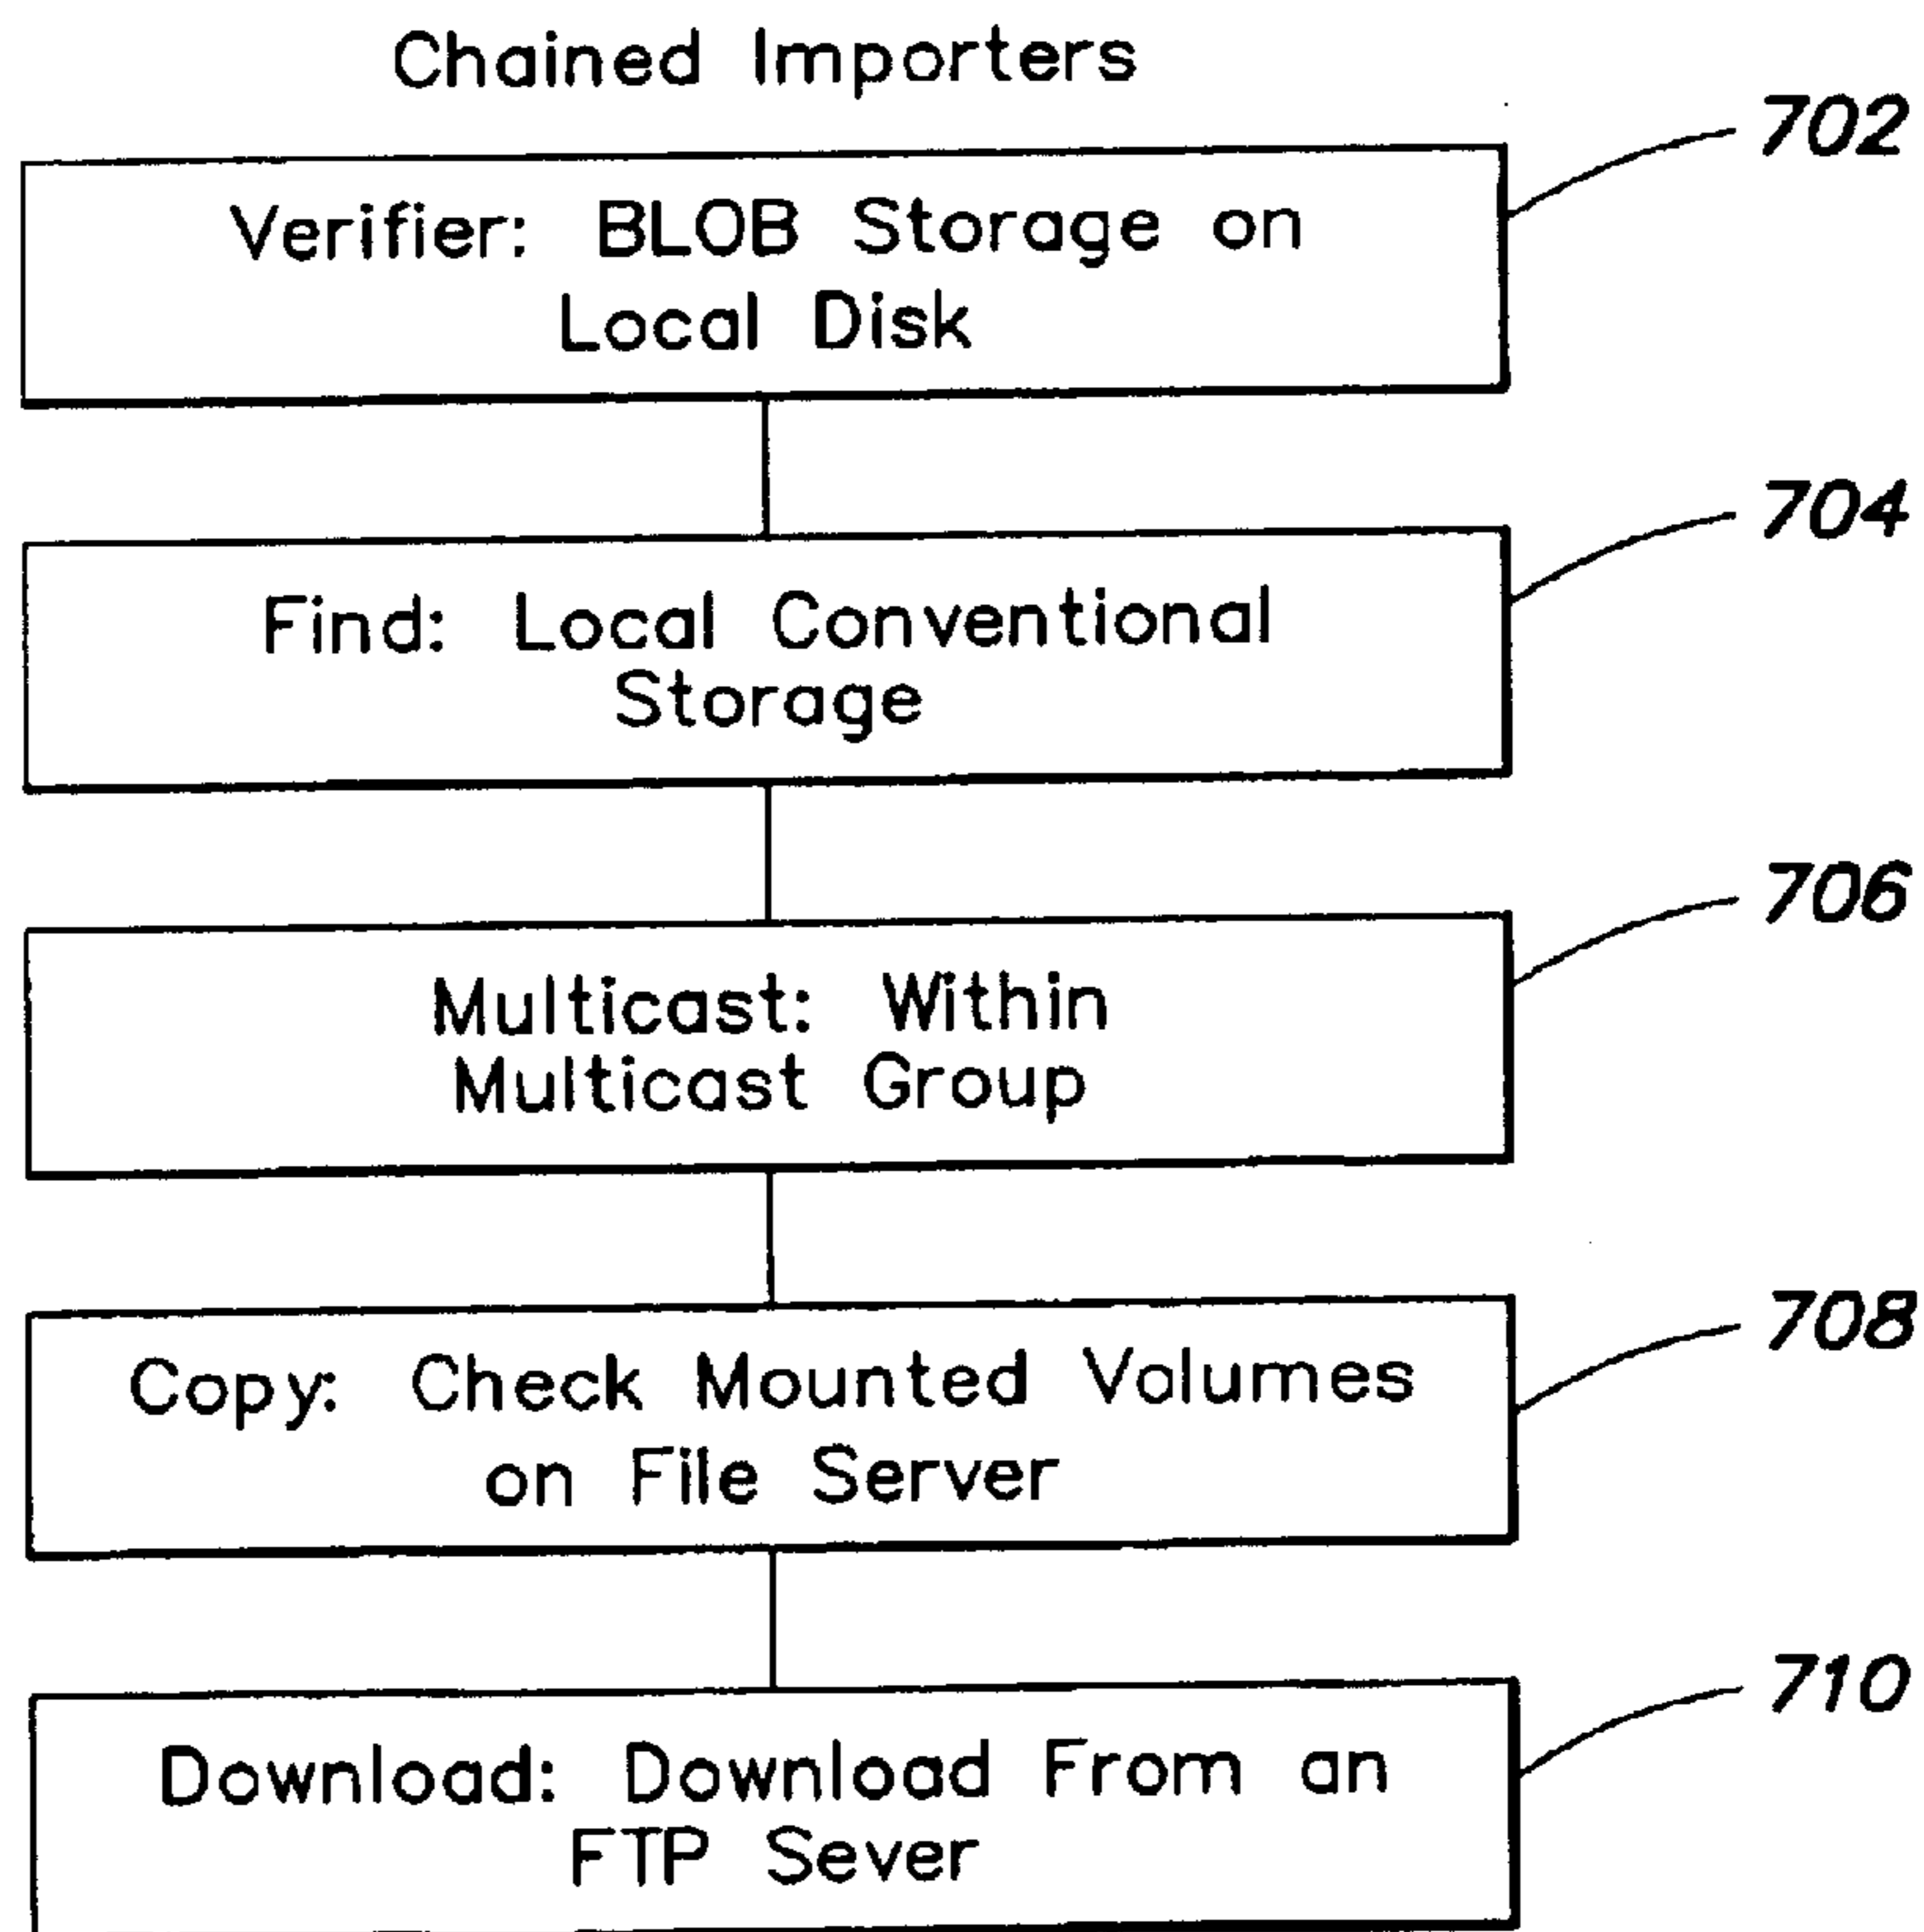 Chained Importers
702
Verifier: BLOB Storage on
Local Disk
704
Find: Local Conventional
Storage
706
Multicast: Within
Multicast Group
708
Copy: Check Mounted Volumes
on File Server
710
Download: Download From an
FTP Sever